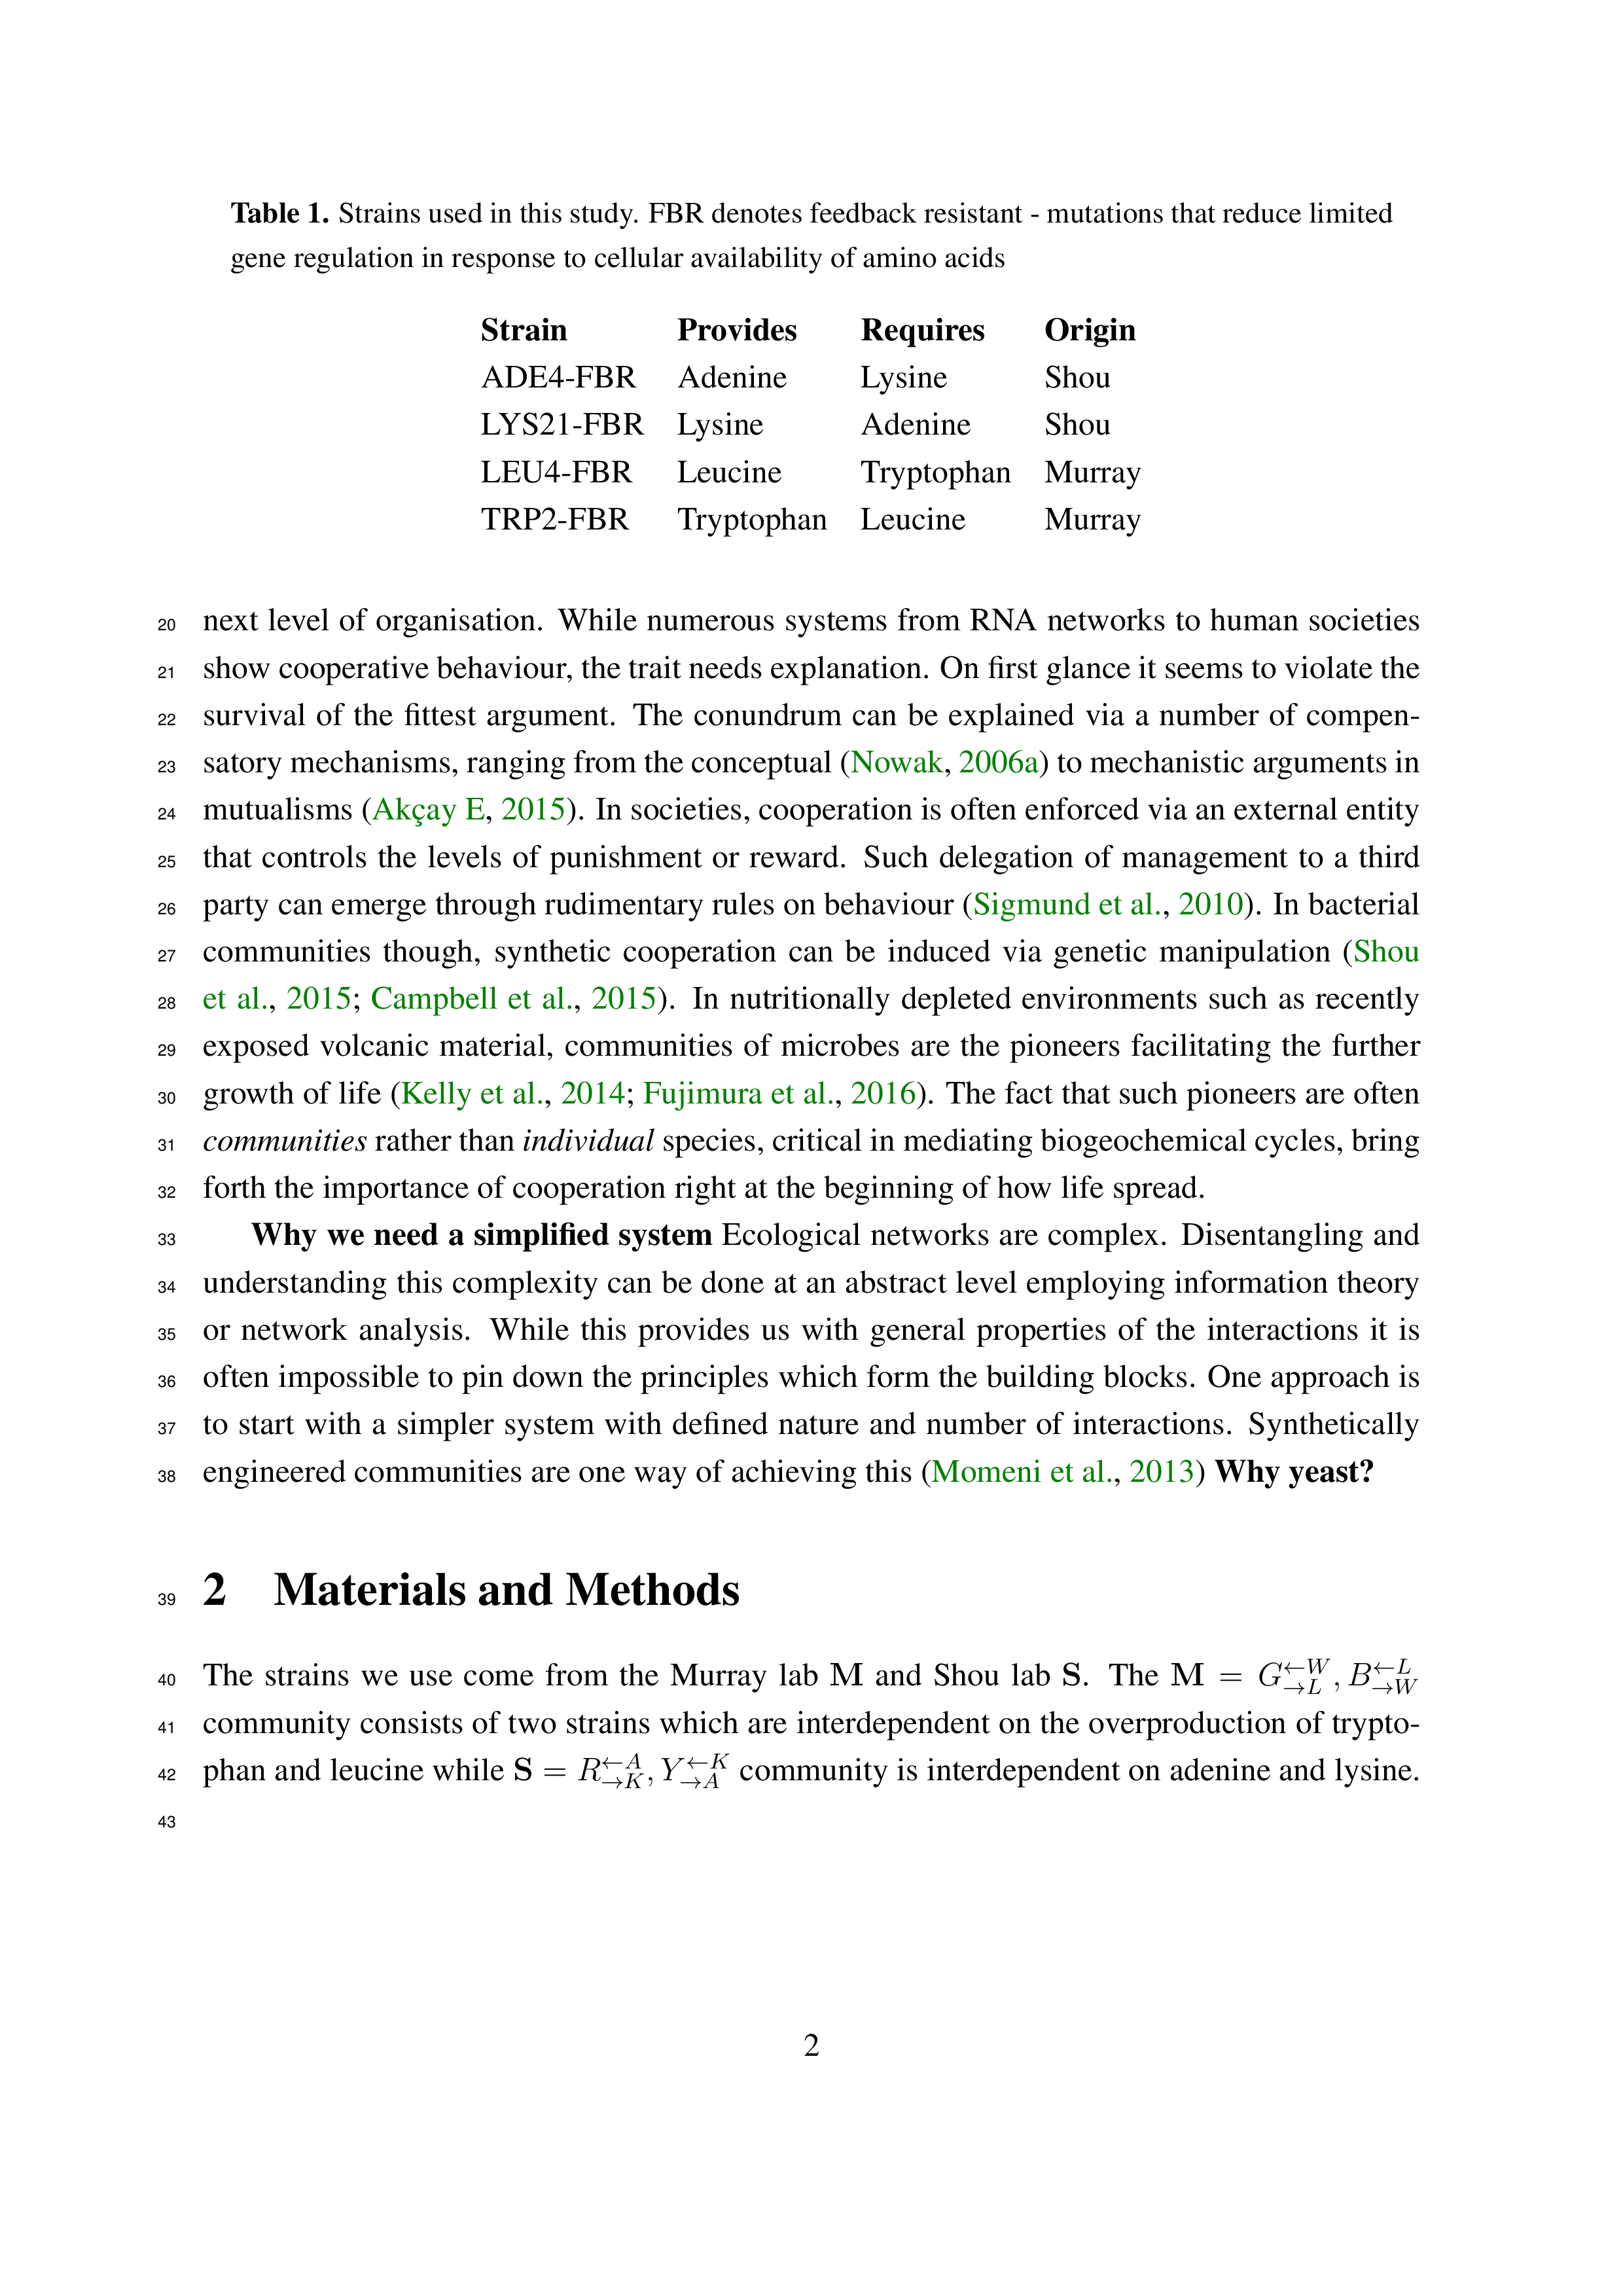 Table 1. Strains used in this study. FBR denotes feedback resistant - mutations that reduce limited
gene regulation in response to cellular availability of amino acids
Strain Provides Requires Origin
ADE4-FBR Adenine Lysine Shou
LYS21-FBR Lysine Adenine Shou
LEU4-FBR Leucine Tryptophan Murray
TRP2-FBR Tryptophan Leucine Murray
20 next level of organisation. While numerous systems from RNA networks to human societies
21 show cooperative behaviour, the trait needs explanation. On first glance it seems to violate the
22 survival of the fittest argument. The conundrum can be explained via a number of compen-
23 satory mechanisms, ranging from the conceptual (Nowak, 2006a) to mechanistic arguments in
24 mutualisms (Akçay E, 2015). In societies, cooperation is often enforced via an external entity
25 that controls the levels of punishment or reward. Such delegation of management to a third
26 party can emerge through rudimentary rules on behaviour (Sigmund et al., 2010). In bacterial
27 communities though, synthetic cooperation can be induced via genetic manipulation (Shou
28 et al., 2015; Campbell et al., 2015). In nutritionally depleted environments such as recently
29 exposed volcanic material, communities of microbes are the pioneers facilitating the further
30 growth of life (Kelly et al., 2014; Fujimura et al., 2016). The fact that such pioneers are often
31 communities rather than individual species, critical in mediating biogeochemical cycles, bring
32 forth the importance of cooperation right at the beginning of how life spread.
33 Why we need a simplified system Ecological networks are complex. Disentangling and
34 understanding this complexity can be done at an abstract level employing information theory
35 or network analysis. While this provides us with general properties of the interactions it is
36 often impossible to pin down the principles which form the building blocks. One approach is
37 to start with a simpler system with defined nature and number of interactions. Synthetically
38 engineered communities are one way of achieving this (Momeni et al., 2013) Why yeast?
39 2 Materials and Methods
40 The strains we use come from the Murray lab M and Shou lab S. The M = G←W→L, B←L→W
41 community consists of two strains which are interdependent on the overproduction of trypto-
42 phan and leucine while S = R←A→K, Y←K→A community is interdependent on adenine and lysine.
43
2